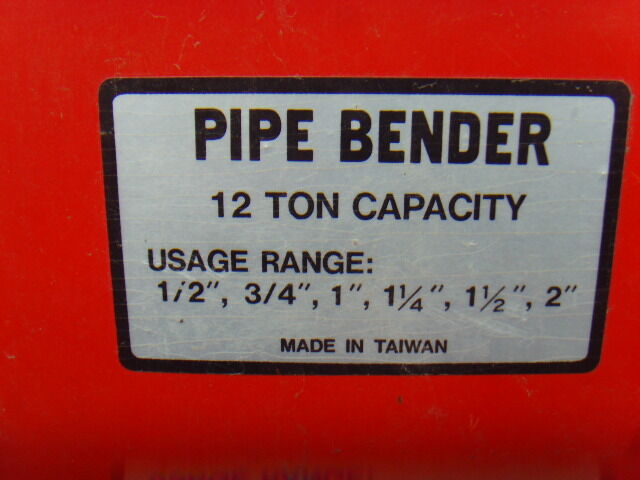 PIPE BENDER
12 TON CAPACITY
USAGE RANGE:
1/2", 3/4", 1", 1¼", 1½", 2"
MADE IN TAIWAN